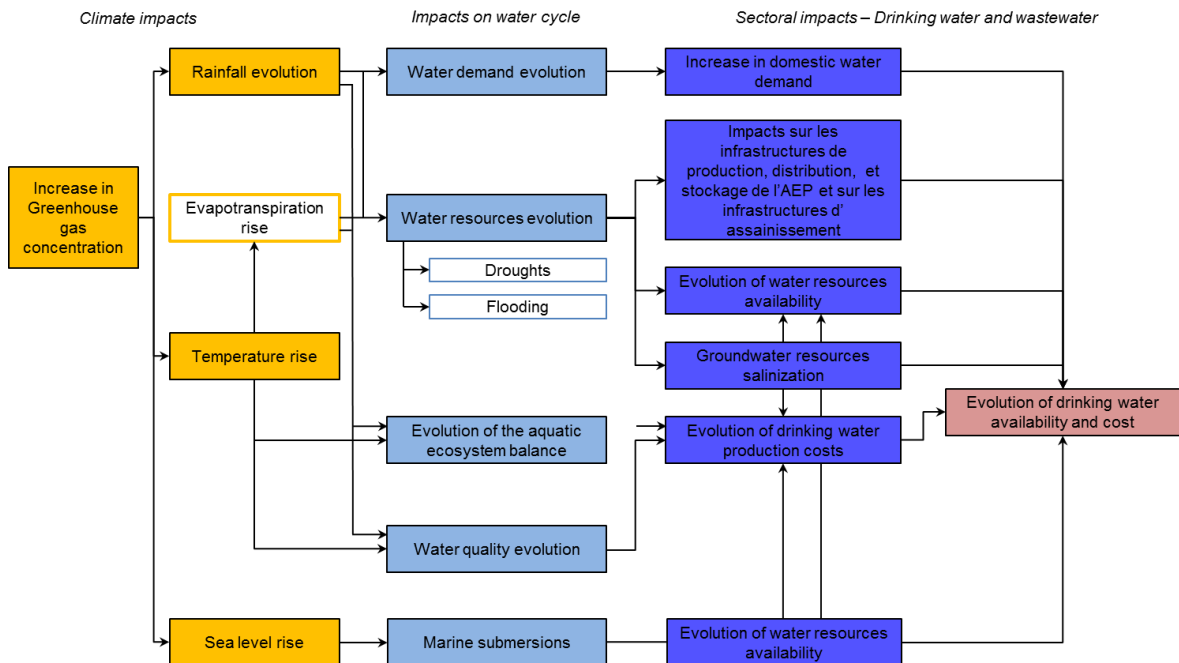 Climate impacts
Impacts on water cycle
Sectoral impacts – Drinking water and wastewater
Increase in
Greenhouse
gas
concentration
Rainfall evolution
Evapotranspiration
rise
Temperature rise
Sea level rise
Water demand evolution
Water resources evolution
Droughts
Flooding
Evolution of the aquatic
ecosystem balance
Water quality evolution
Marine submersions
Increase in domestic water
demand
Impacts sur les
infrastructures de
production, distribution, et
stockage de l'AEP et sur les
infrastructures d'
assainissement
Evolution of water resources
availability
Groundwater resources
salinization
Evolution of drinking water
production costs
Evolution of water resources
availability
Evolution of drinking water
availability and cost